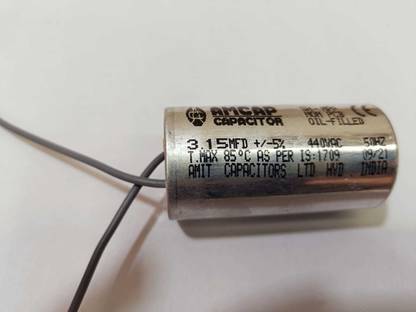 AMCAP
CAPACITOR OIL-FILLED CE
3.15MFD +/-5% 440VAC 50HZ
T.MAX 85°C AS PER IS:1709 09/21
AMIT CAPACITORS LTD HYD INDIA